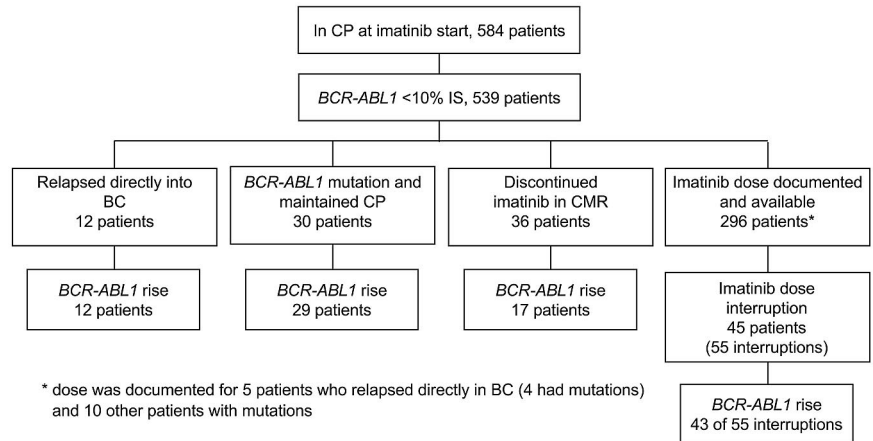 In CP at imatinib start, 584 patients
BCR-ABL1 <10% IS, 539 patients
Relapsed directly into
BC
12 patients
BCR-ABL1 mutation and
maintained CP
30 patients
Discontinued
imatinib in CMR
36 patients
Imatinib dose documented
and available
296 patients*
BCR-ABL1 rise
12 patients
BCR-ABL1 rise
29 patients
BCR-ABL1 rise
17 patients
Imatinib dose
interruption
45 patients
(55 interruptions)
* dose was documented for 5 patients who relapsed directly in BC (4 had mutations)
and 10 other patients with mutations
BCR-ABL1 rise
43 of 55 interruptions